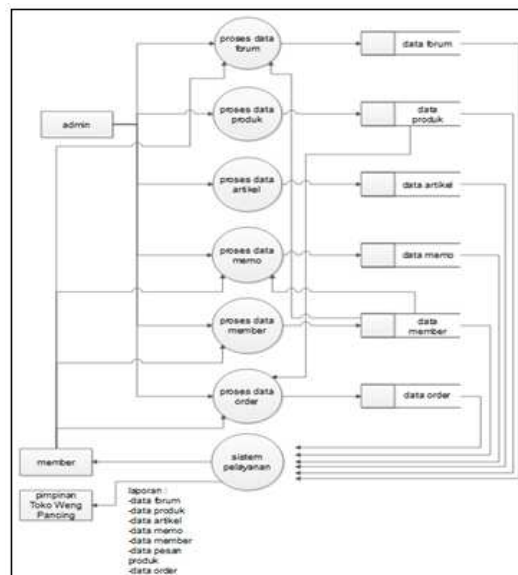 proses data
forum
data forum
proses data
produk
data
produk
admin
proses data
artikel
data artikel
proses data
memo
data memo
proses data
member
data
member
proses data
order
data order
sistem
pelayanan
member
pimpinan
Toko Weng
Pancing
laporan :
-data forum
-data produk
-data artikel
-data memo
-data member
-data pesan
produk
-data order